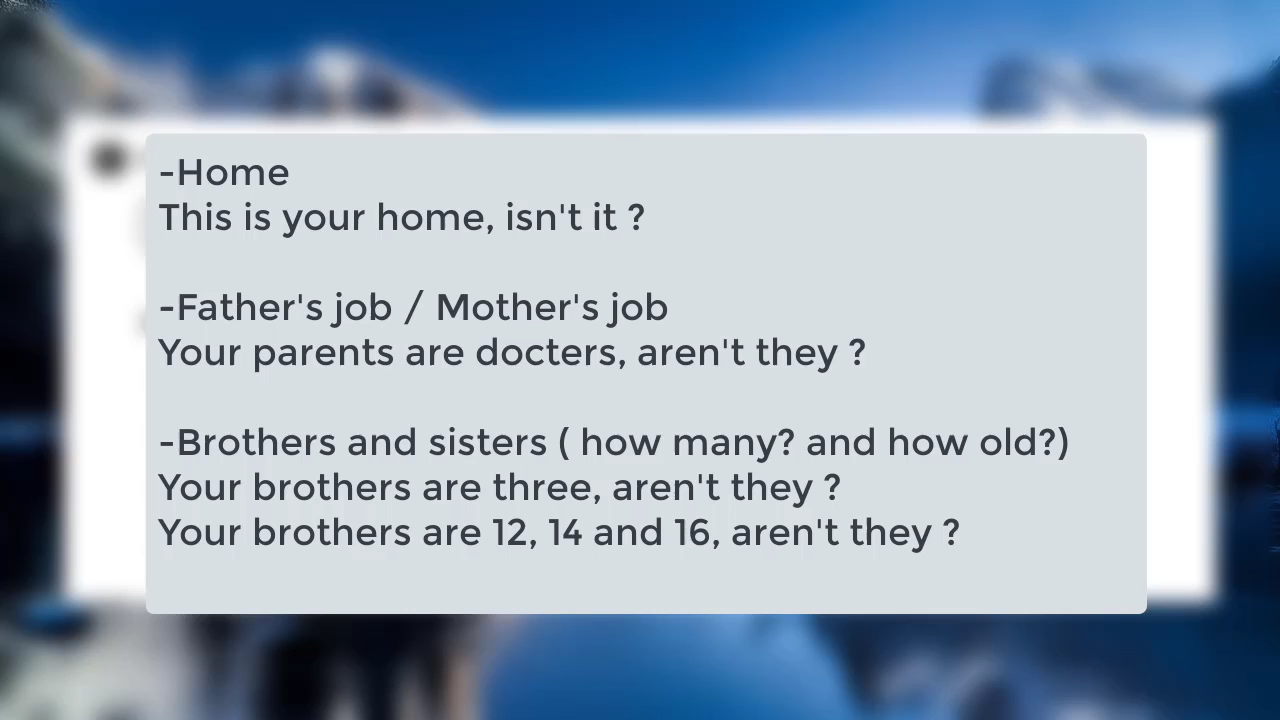 -Home
This is your home, isn't it ?
-Father's job / Mother's job
Your parents are docters, aren't they ?
-Brothers and sisters ( how many? and how old?)
Your brothers are three, aren't they ?
Your brothers are 12, 14 and 16, aren't they ?